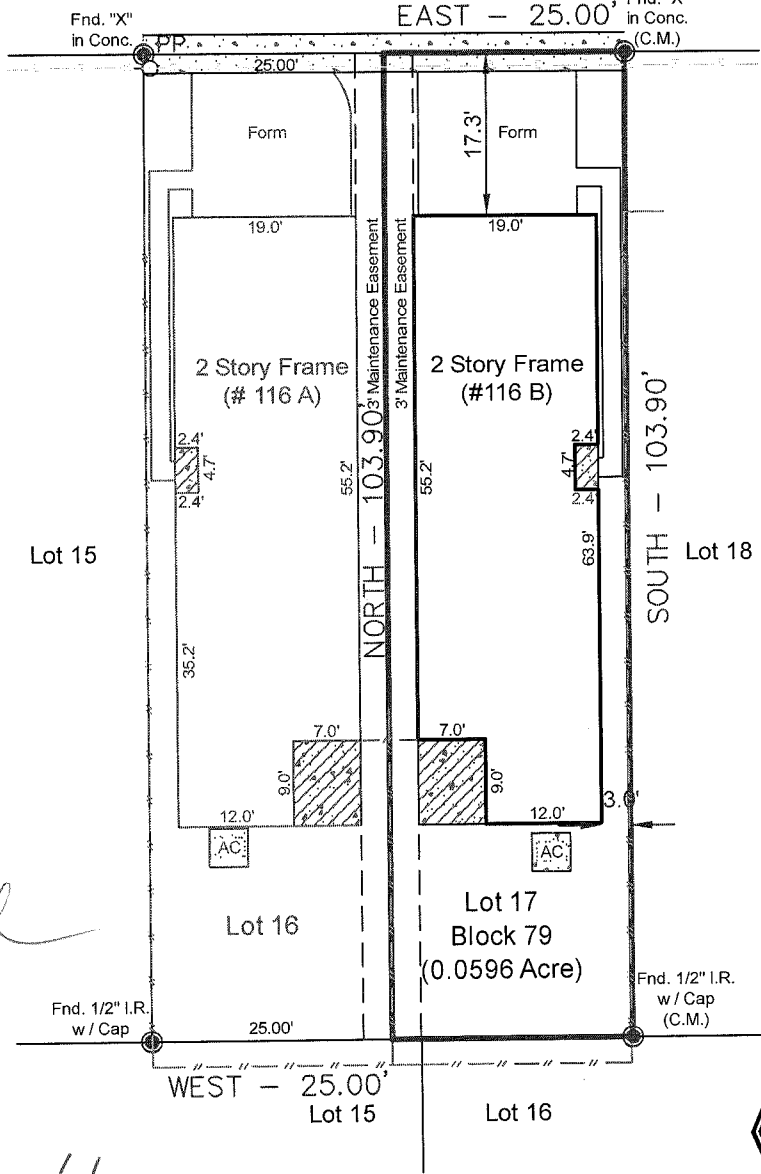 EAST - 25.00'
Fnd. "X"
in Conc.
Fnd. "X"
in Conc.
(C.M.)
PP
25.00'
Form
17.3'
Form
19.0'
19.0'
3' Maintenance Easement
3' Maintenance Easement
2 Story Frame
(# 116 A)
2 Story Frame
(#116 B)
2.4'
4.7'
2.4'
2.4'
4.7'
2.4'
55.2'
55.2'
NORTH - 103.90'
SOUTH - 103.90'
63.9'
Lot 15
Lot 18
35.2'
7.0'
9.0'
7.0'
9.0'
12.0'
12.0'
3.0'
AC
AC
Lot 16
Lot 17
Block 79
(0.0596 Acre)
Fnd. 1/2" I.R.
w / Cap
Fnd. 1/2" I.R.
w / Cap
(C.M.)
25.00'
WEST - 25.00'
Lot 15
Lot 16